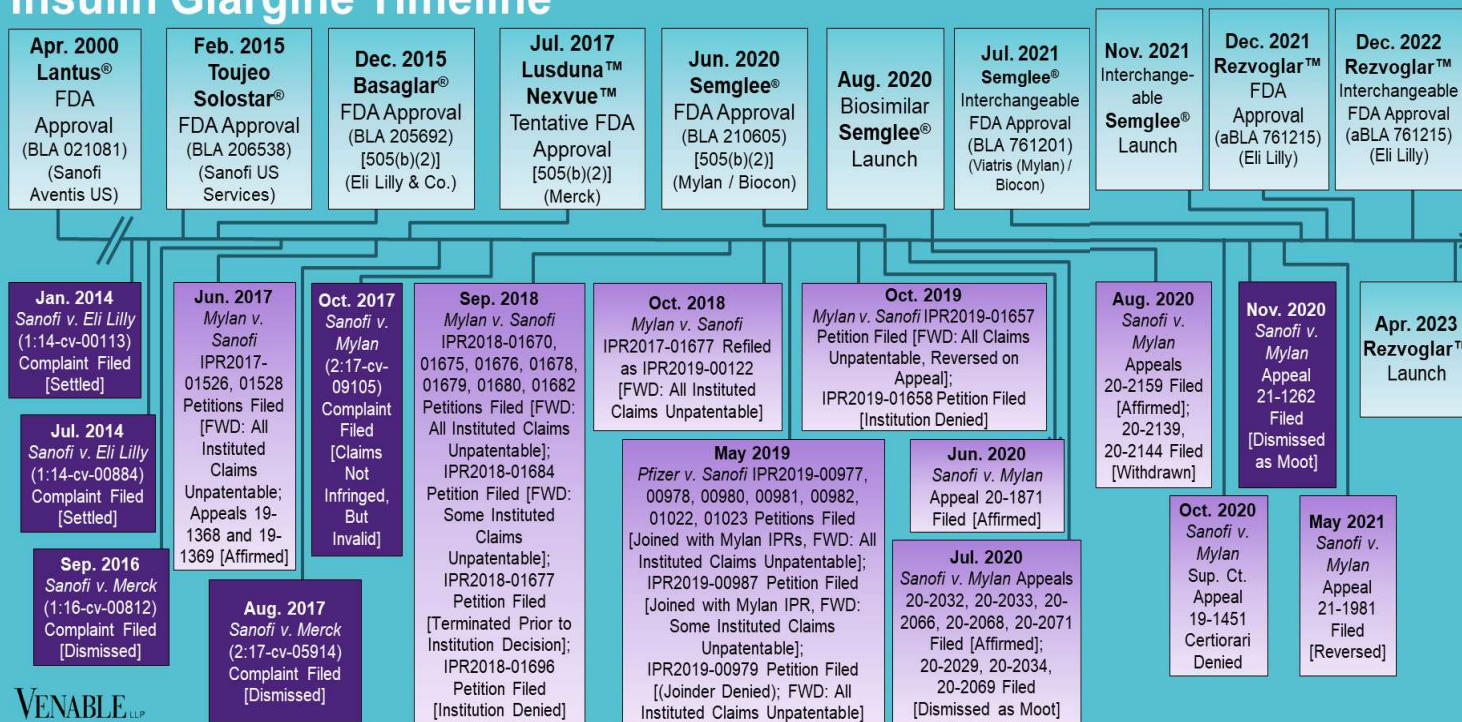 Insulin Glargine Timeline
Apr. 2000
Lantus®
FDA
Approval
(BLA 021081)
(Sanofi
Aventis US)
Feb. 2015
Toujeo
Solostar®
FDA Approval
(BLA 206538)
(Sanofi US
Services)
Dec. 2015
Basaglar®
FDA Approval
(BLA 205692)
[505(b)(2)]
(Eli Lilly & Co.)
Jul. 2017
Lusduna™
Nexvue™
Tentative FDA
Approval
[505(b)(2)]
(Merck)
Jun. 2020
Semglee®
FDA Approval
(BLA 210605)
[505(b)(2)]
(Mylan / Biocon)
Aug. 2020
Biosimilar
Semglee®
Launch
Jul. 2021
Semglee®
Interchangeable
FDA Approval
(BLA 761201)
(Viatris (Mylan) /
Biocon)
Nov. 2021
Interchange-
able
Semglee®
Launch
Dec. 2021
Rezvoglar™
FDA
Approval
(aBLA 761215)
(Eli Lilly)
Dec. 2022
Rezvoglar™
Interchangeable
FDA Approval
(aBLA 761215)
(Eli Lilly)
Jan. 2014
Sanofi v. Eli Lilly
(1:14-cv-00113)
Complaint Filed
[Settled]
Jul. 2014
Sanofi v. Eli Lilly
(1:14-cv-00884)
Complaint Filed
[Settled]
Sep. 2016
Sanofi v. Merck
(1:16-cv-00812)
Complaint Filed
[Dismissed]
Jun. 2017
Mylan v.
Sanofi
IPR2017-
01526, 01528
Petitions Filed
[FWD: All
Instituted
Claims
Unpatentable;
Appeals 19-
1368 and 19-
1369 [Affirmed]
Aug. 2017
Sanofi v. Merck
(2:17-cv-05914)
Complaint Filed
[Dismissed]
Oct. 2017
Sanofi v.
Mylan
(2:17-cv-
09105)
Complaint
Filed
[Claims
Not
Infringed,
But
Invalid]
Sep. 2018
Mylan v. Sanofi
IPR2018-01670,
01675, 01676, 01678,
01679, 01680, 01682
Petitions Filed [FWD:
All Instituted Claims
Unpatentable];
IPR2018-01684
Petition Filed [FWD:
Some Instituted
Claims
Unpatentable];
IPR2018-01677
Petition Filed
[Terminated Prior to
Institution Decision];
IPR2018-01696
Petition Filed
[Institution Denied]
Oct. 2018
Mylan v. Sanofi
IPR2017-01677 Refiled
as IPR2019-00122
[FWD: All Instituted
Claims Unpatentable]
May 2019
Pfizer v. Sanofi IPR2019-00977,
00978, 00980, 00981, 00982,
01022, 01023 Petitions Filed
[Joined with Mylan IPRs, FWD: All
Instituted Claims Unpatentable];
IPR2019-00987 Petition Filed
[Joined with Mylan IPR, FWD:
Some Instituted Claims
Unpatentable];
IPR2019-00979 Petition Filed
[(Joinder Denied); FWD: All
Instituted Claims Unpatentable]
Oct. 2019
Mylan v. Sanofi IPR2019-01657
Petition Filed [FWD: All Claims
Unpatentable, Reversed on
Appeal];
IPR2019-01658 Petition Filed
[Institution Denied]
Jun. 2020
Sanofi v. Mylan
Appeal 20-1871
Filed [Affirmed]
Jul. 2020
Sanofi v. Mylan Appeals
20-2032, 20-2033, 20-
2066, 20-2068, 20-2071
Filed [Affirmed];
20-2029, 20-2034,
20-2069 Filed
[Dismissed as Moot]
Aug. 2020
Sanofi v.
Mylan
Appeals
20-2159 Filed
[Affirmed];
20-2139,
20-2144 Filed
[Withdrawn]
Oct. 2020
Sanofi v.
Mylan
Sup. Ct.
Appeal
19-1451
Certiorari
Denied
Nov. 2020
Sanofi v.
Mylan
Appeal
21-1262
Filed
[Dismissed
as Moot]
May 2021
Sanofi v.
Mylan
Appeal
21-1981
Filed
[Reversed]
Apr. 2023
Rezvoglar™
Launch
VENABLE LLP